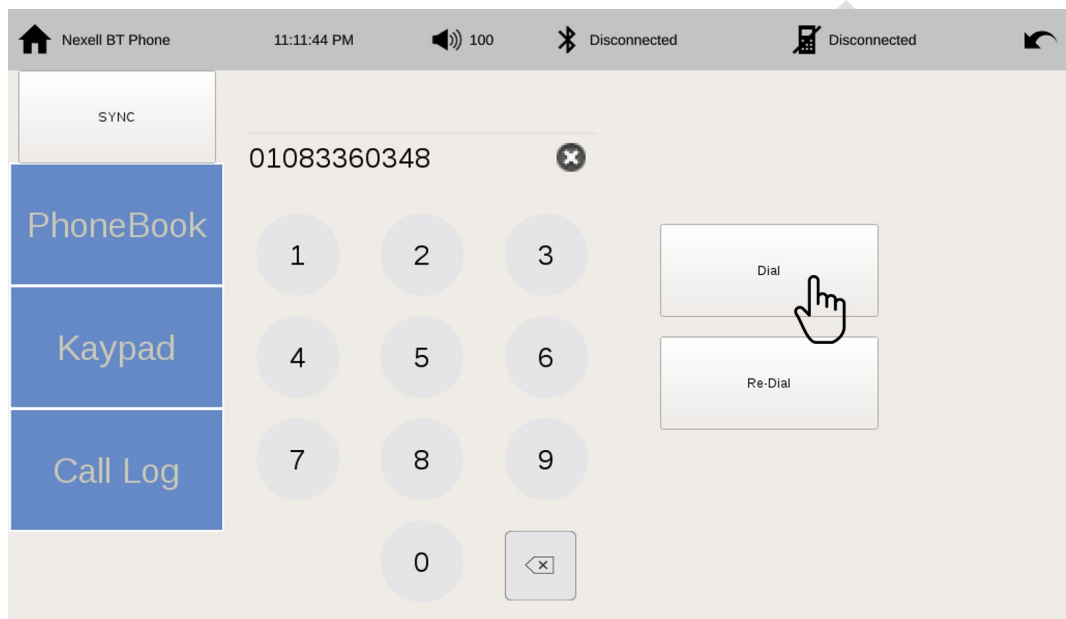 Nexell BT Phone 11:11:44 PM 100 Disconnected Disconnected
SYNC
01083360348
PhoneBook
Kaypad
Call Log
1 2 3
4 5 6
7 8 9
0
Dial
Re-Dial